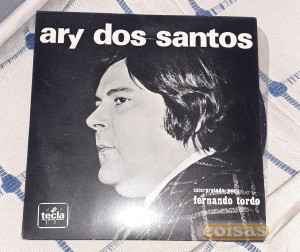 ary dos santos
interpretado por
fernando tordo
tecla
coisas